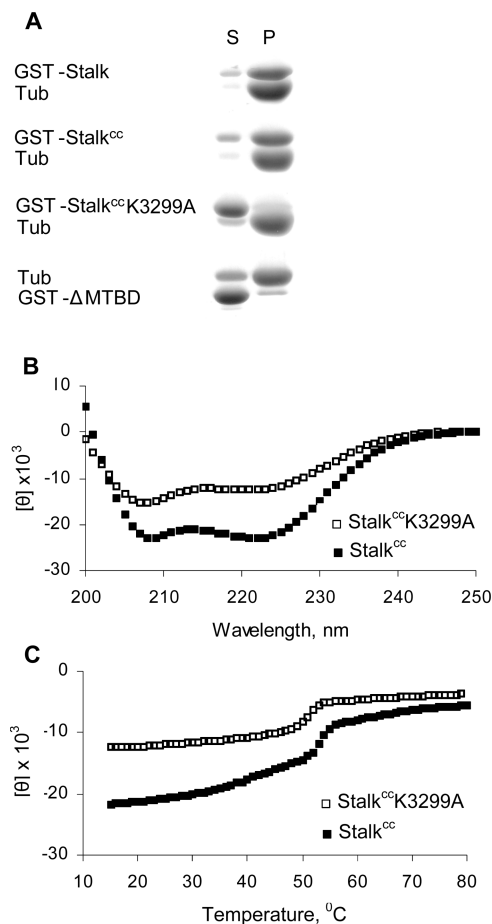 A
S P
GST -Stalk
Tub
GST -Stalkcc
Tub
GST -StalkccK3299A
Tub
Tub
GST -ΔMTBD
B
10
0
-10
-20
-30
[θ] x10³
200 210 220 230 240 250
Wavelength, nm
StalkccK3299A
Stalkcc
C
0
-10
-20
-30
[θ] x 10³
10 20 30 40 50 60 70 80
Temperature, ⁰C
StalkccK3299A
Stalkcc